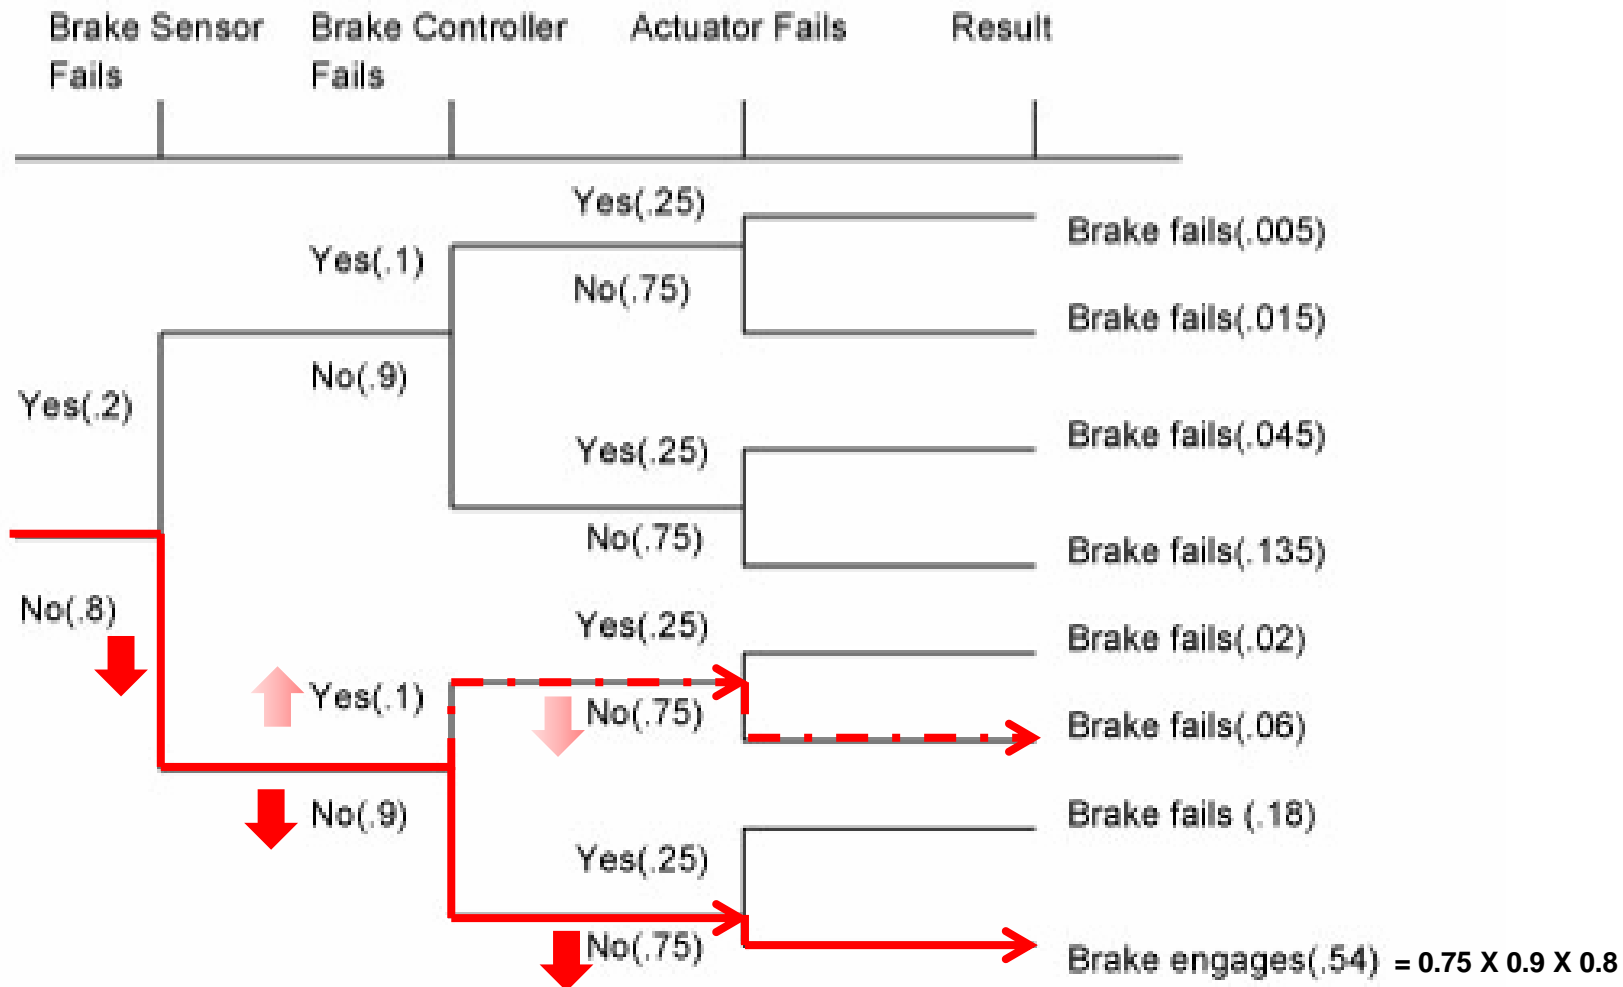 Brake Sensor Fails
Brake Controller Fails
Actuator Fails
Result
Yes(.25)
Brake fails(.005)
Yes(.1)
No(.75)
Brake fails(.015)
No(.9)
Yes(.2)
Yes(.25)
Brake fails(.045)
No(.75)
Brake fails(.135)
No(.8)
Yes(.25)
Brake fails(.02)
Yes(.1)
No(.75)
Brake fails(.06)
No(.9)
Brake fails (.18)
Yes(.25)
No(.75)
Brake engages(.54) = 0.75 X 0.9 X 0.8